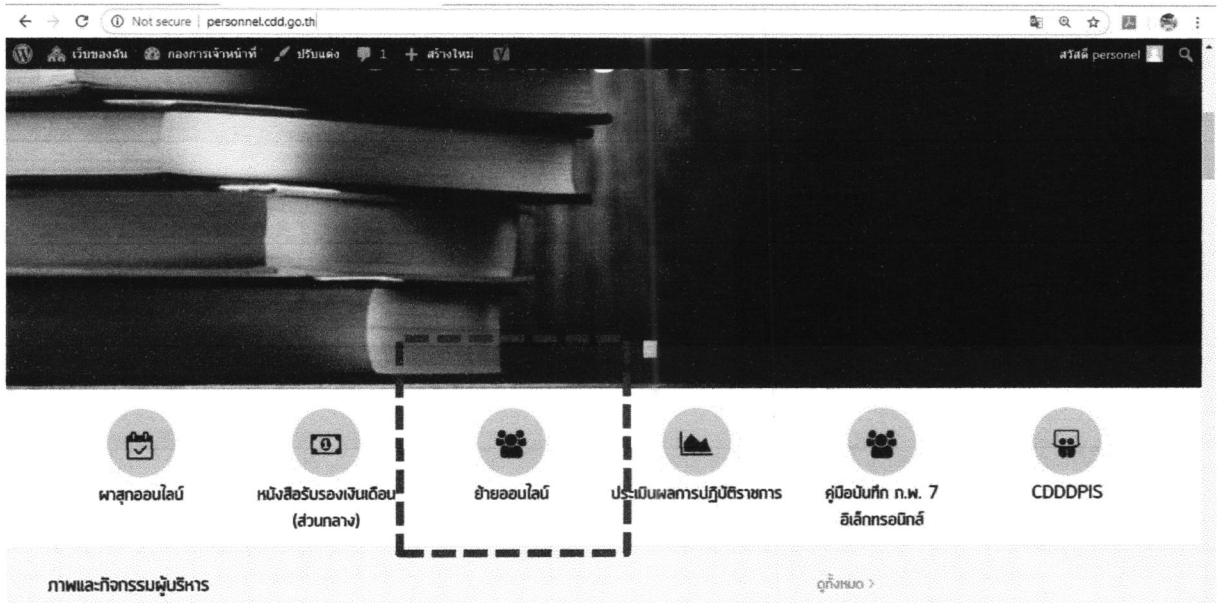 Not secure | personnel.cdd.go.th
เว็บของฉัน กองการเจ้าหน้าที่ ปรับแต่ง 1 + สร้างใหม่
สวัสดี personel
ผาสุกออนไลน์
หนังสือรับรองเงินเดือน
(ส่วนกลาง)
ย้ายออนไลน์
ประเมินผลการปฏิบัติราชการ
คู่มือบันทึก ก.พ. 7
อิเล็กทรอนิกส์
CDDDPIS
ภาพและกิจกรรมผู้บริหาร
ดูทั้งหมด >